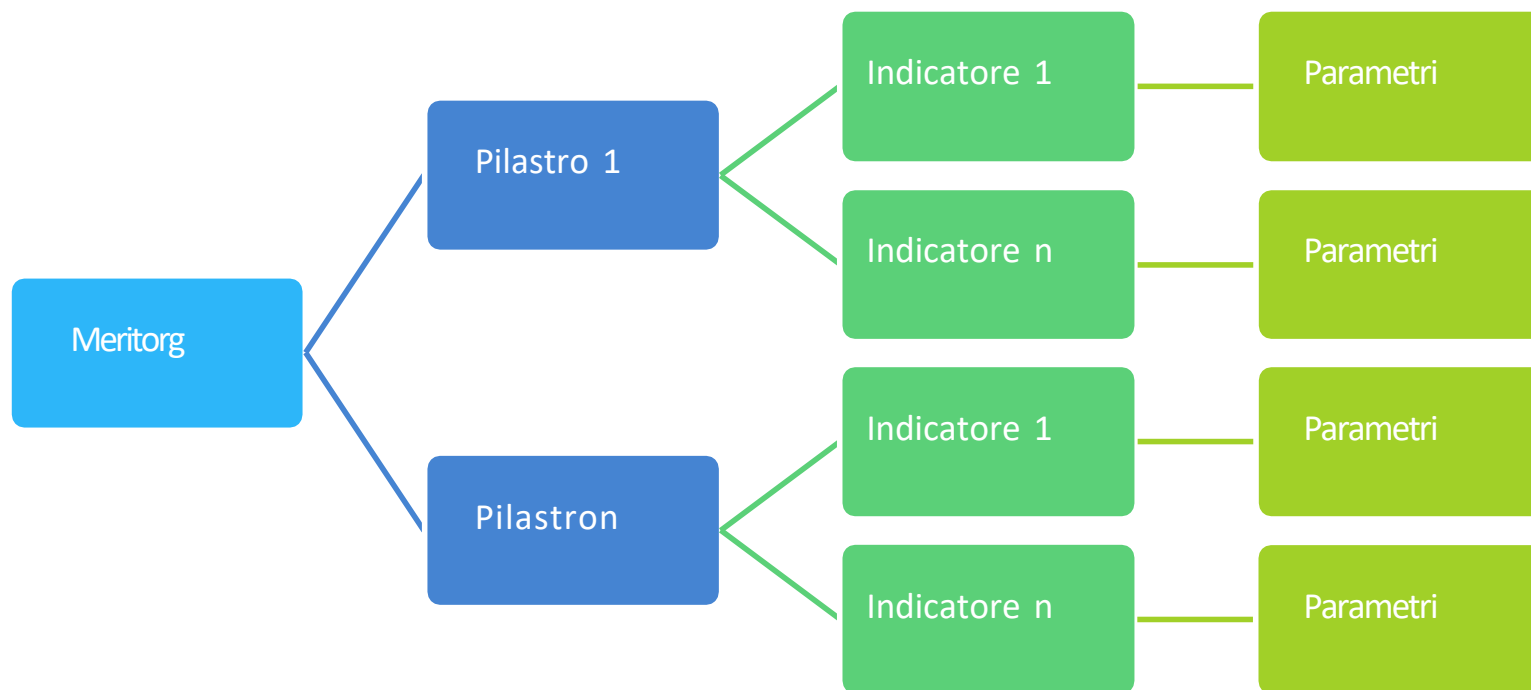 Meritorg
Pilastro 1
Indicatore 1
Parametri
Indicatore n
Parametri
Pilastron
Indicatore 1
Parametri
Indicatore n
Parametri